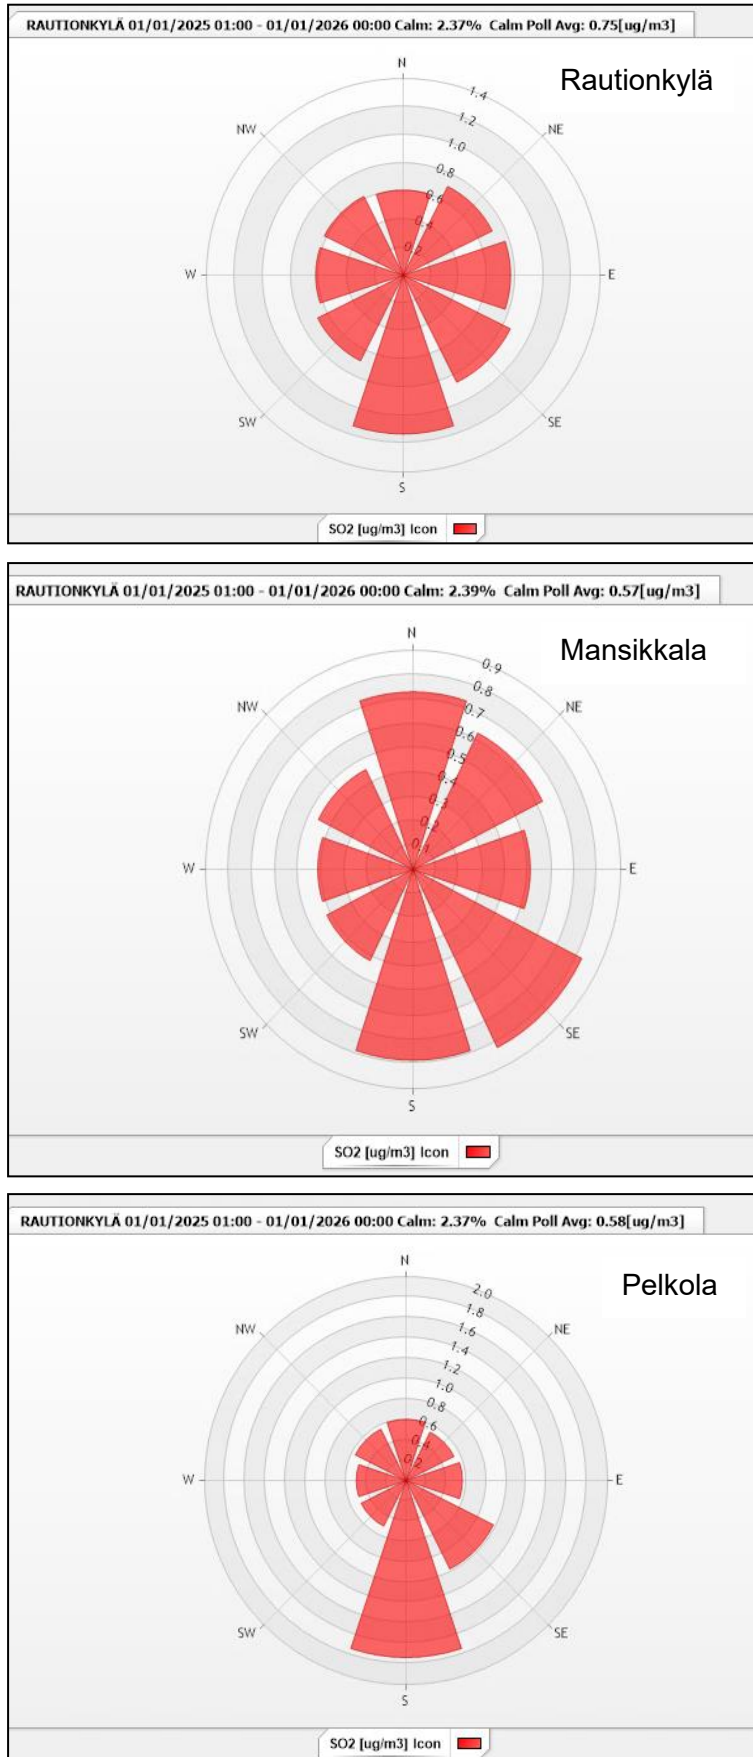 RAUTIONKYLÄ 01/01/2025 01:00 - 01/01/2026 00:00 Calm: 2.37% Calm Poll Avg: 0.75[ug/m3]
Rautionkylä
N
1.4
1.2
NW
NE
1.0
0.8
0.6
0.4
0.2
W
E
SW
SE
S
SO2 [ug/m3] Icon
RAUTIONKYLÄ 01/01/2025 01:00 - 01/01/2026 00:00 Calm: 2.39% Calm Poll Avg: 0.57[ug/m3]
Mansikkala
N
0.9
0.8
NW
NE
0.7
0.6
0.5
0.4
0.3
0.2
0.1
W
E
SW
SE
S
SO2 [ug/m3] Icon
RAUTIONKYLÄ 01/01/2025 01:00 - 01/01/2026 00:00 Calm: 2.37% Calm Poll Avg: 0.58[ug/m3]
Pelkola
N
2.0
1.8
NW
NE
1.6
1.4
1.2
1.0
0.8
0.6
0.4
0.2
W
E
SW
SE
S
SO2 [ug/m3] Icon